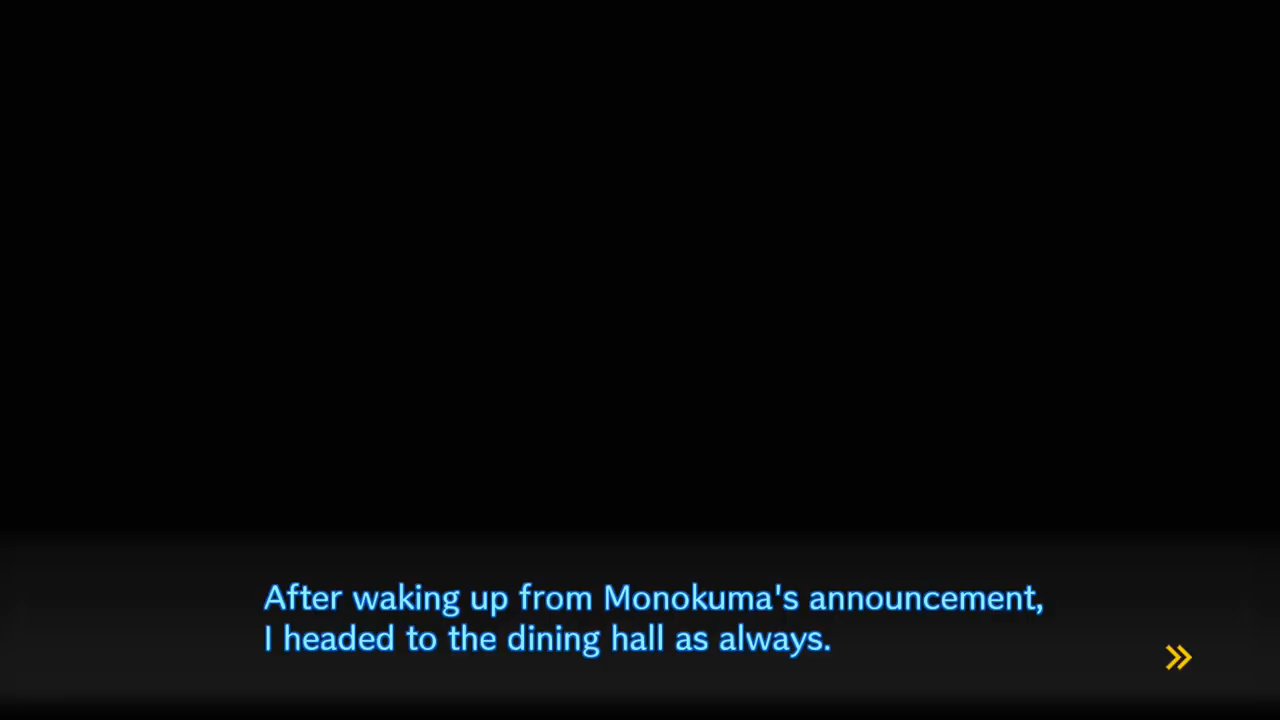 After waking up from Monokuma's announcement,
I headed to the dining hall as always.